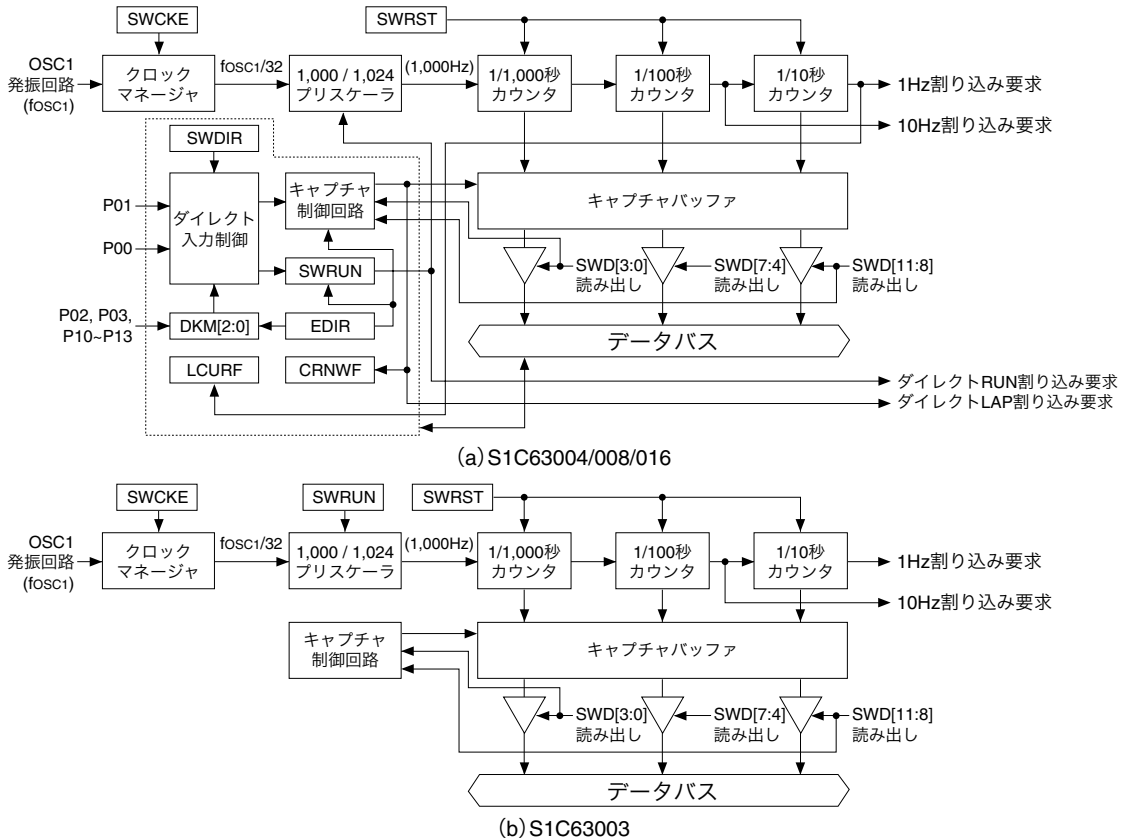 SWCKE
SWRST
OSC1
発振回路
(fOSC1)
クロック
マネージャ
fOSC1/32
1,000 / 1,024
プリスケーラ
(1,000Hz)
1/1,000秒
カウンタ
1/100秒
カウンタ
1/10秒
カウンタ
1Hz割り込み要求
10Hz割り込み要求
SWDIR
P01
P00
ダイレクト
入力制御
キャプチャ
制御回路
キャプチャバッファ
SWRUN
SWD[3:0]
読み出し
SWD[7:4]
読み出し
SWD[11:8]
読み出し
P02, P03,
P10~P13
DKM[2:0]
EDIR
データバス
LCURF
CRNWF
ダイレクトRUN割り込み要求
ダイレクトLAP割り込み要求
(a)S1C63004/008/016
SWCKE
SWRUN
SWRST
OSC1
発振回路
(fOSC1)
クロック
マネージャ
fOSC1/32
1,000 / 1,024
プリスケーラ
(1,000Hz)
1/1,000秒
カウンタ
1/100秒
カウンタ
1/10秒
カウンタ
1Hz割り込み要求
10Hz割り込み要求
キャプチャ
制御回路
キャプチャバッファ
SWD[3:0]
読み出し
SWD[7:4]
読み出し
SWD[11:8]
読み出し
データバス
(b)S1C63003